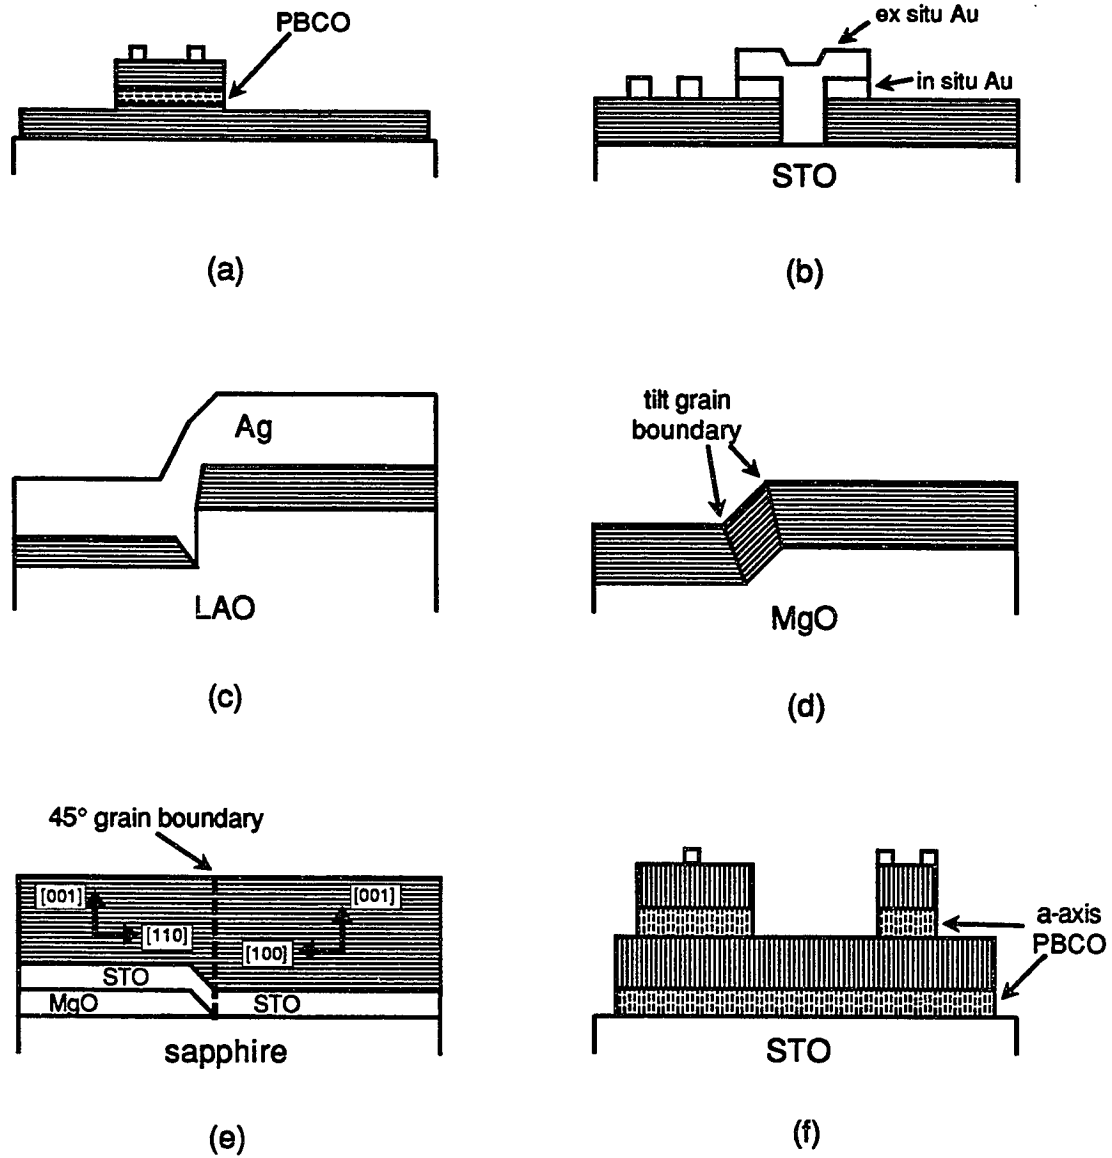 PBCO
(a)
ex situ Au
in situ Au
STO
(b)
Ag
LAO
(c)
tilt grain
boundary
MgO
(d)
45° grain boundary
[001]
[110]
[001]
[100]
STO
MgO
STO
sapphire
(e)
a-axis
PBCO
STO
(f)